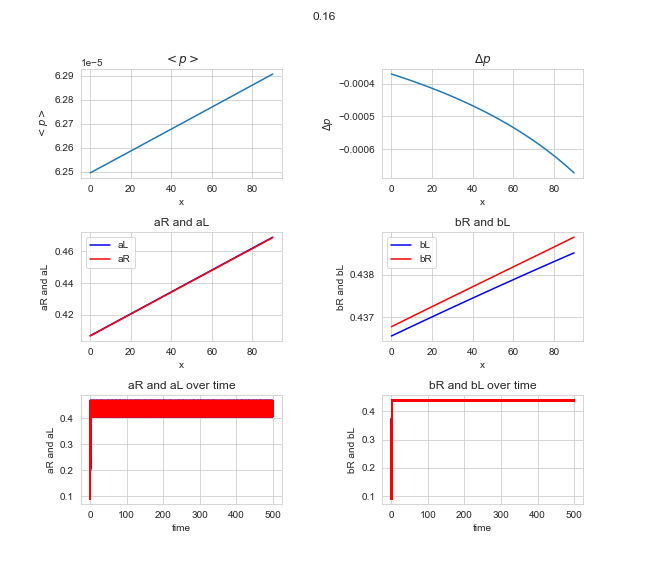 0.16
< p >
Δp
1e−5
6.29
6.28
6.27
6.26
6.25
< p >
0 20 40 60 80
x
−0.0004
−0.0005
−0.0006
Δp
0 20 40 60 80
x
aR and aL
bR and bL
aL
aR
0.46
0.44
0.42
aR and aL
0 20 40 60 80
x
bL
bR
0.438
0.437
bR and bL
0 20 40 60 80
x
aR and aL over time
bR and bL over time
0.4
0.3
0.2
0.1
aR and aL
0 100 200 300 400 500
time
0.4
0.3
0.2
0.1
bR and bL
0 100 200 300 400 500
time